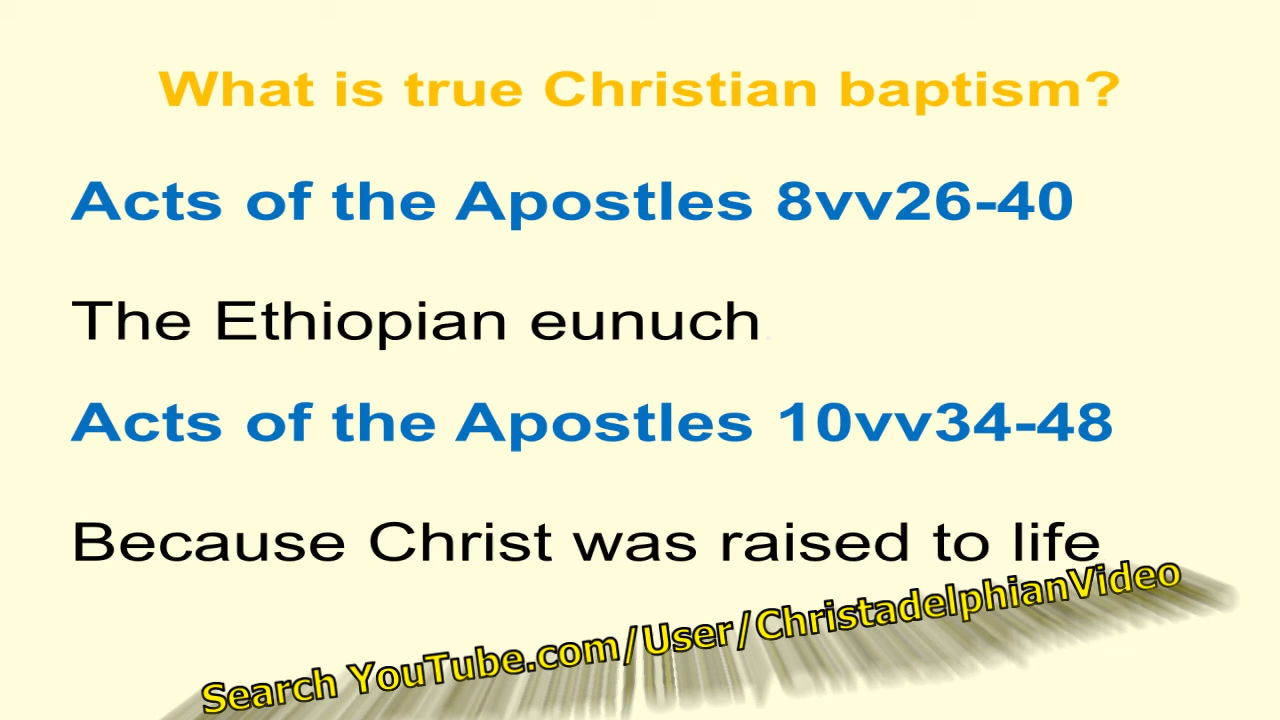 What is true Christian baptism?
Acts of the Apostles 8vv26-40
The Ethiopian eunuch.
Acts of the Apostles 10vv34-48
Because Christ was raised to life
Search YouTube.com/User/ChristadelphianVideo